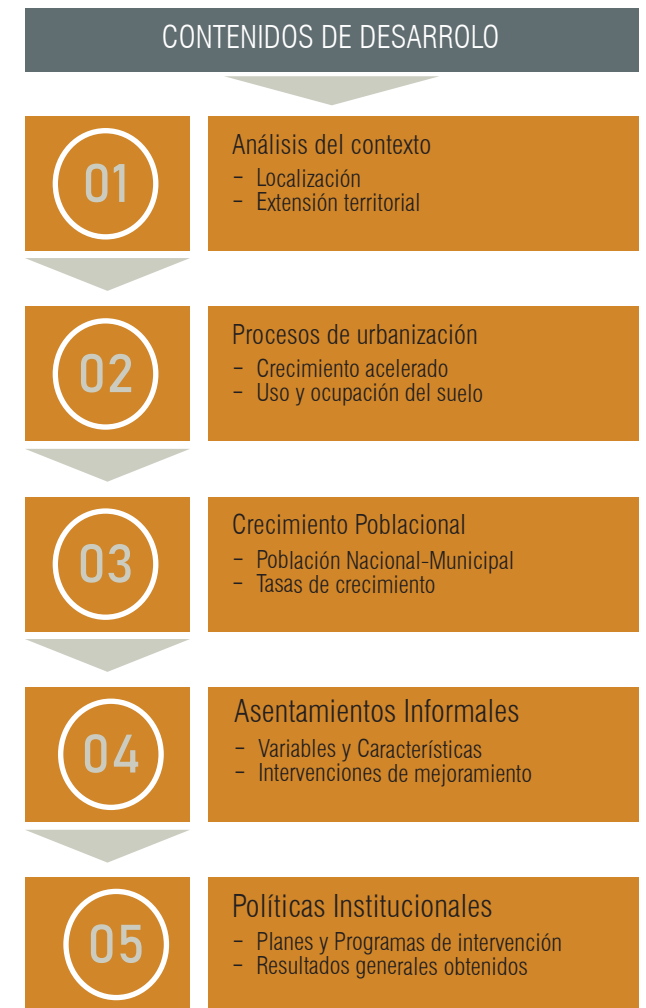 CONTENIDOS DE DESARROLO
01
Análisis del contexto
– Localización
– Extensión territorial
02
Procesos de urbanización
– Crecimiento acelerado
– Uso y ocupación del suelo
03
Crecimiento Poblacional
– Población Nacional-Municipal
– Tasas de crecimiento
04
Asentamientos Informales
– Variables y Características
– Intervenciones de mejoramiento
05
Políticas Institucionales
– Planes y Programas de intervención
– Resultados generales obtenidos